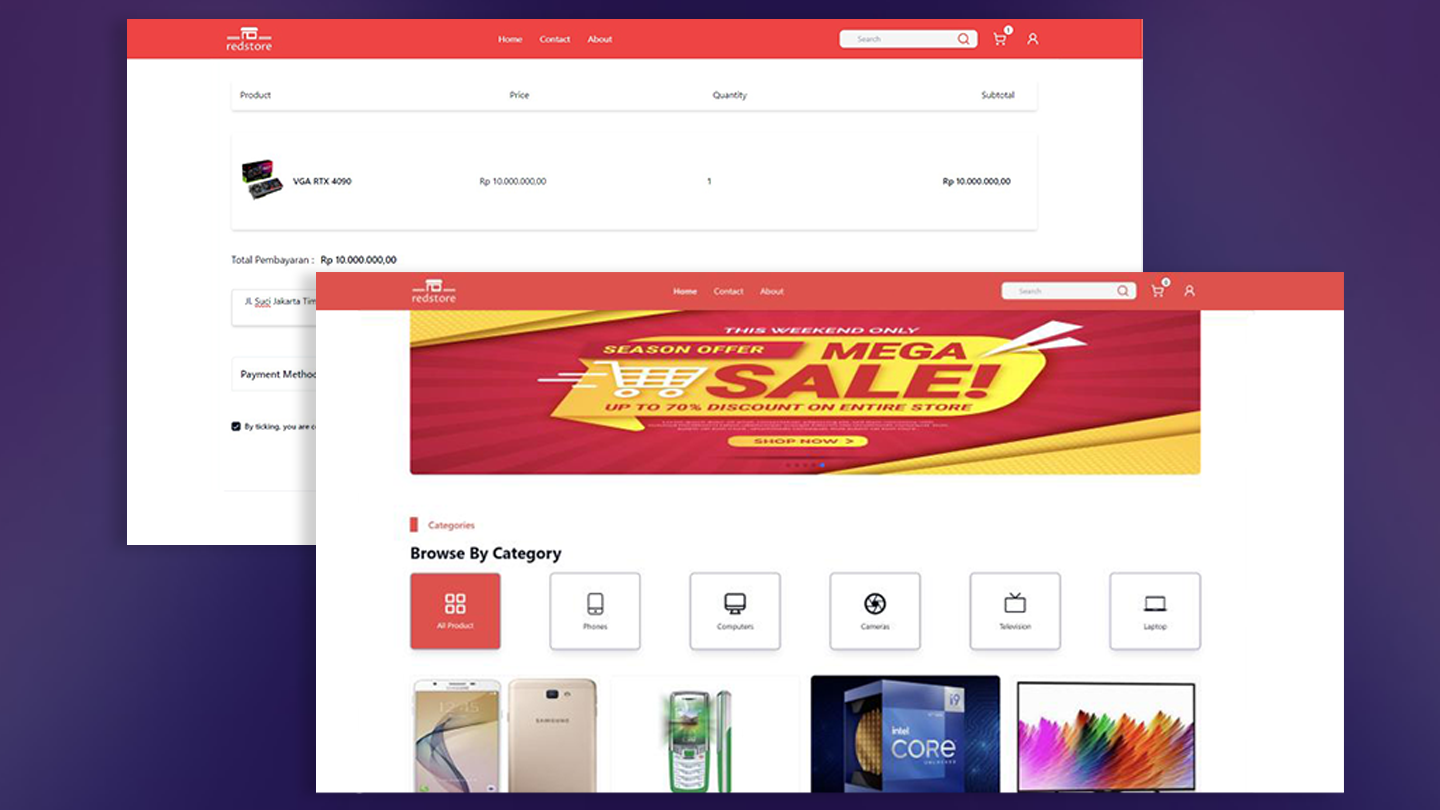 redstore
Home Contact About
Search
1
Product Price Quantity Subtotal
VGA RTX 4090 Rp 10.000.000,00 1 Rp 10.000.000,00
Total Pembayaran : Rp 10.000.000,00
Jl. Suci Jakarta Tim
Payment Method
By ticking, you are c
redstore
Home Contact About
Search
0
THIS WEEKEND ONLY
SEASON OFFER MEGA
SALE!
UP TO 70% DISCOUNT ON ENTIRE STORE
SHOP NOW >
Categories
Browse By Category
All Product Phones Computers Cameras Television Laptop
SAMSUNG
12:45
SAMSUNG
i9
intel
CORE
UNLOCKED